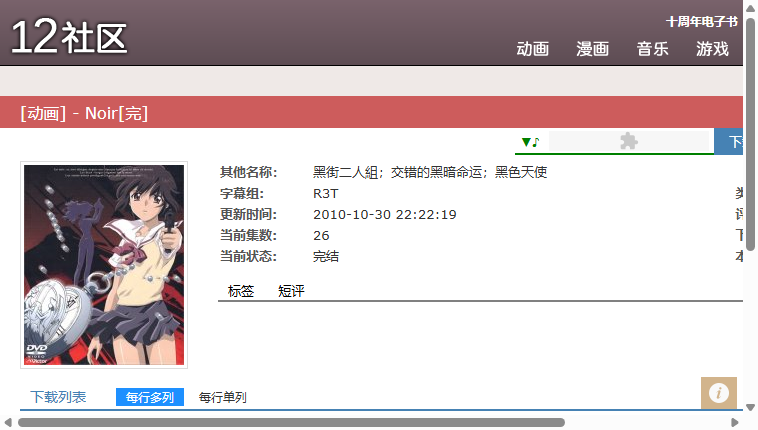 12社区
十周年电子书
动画 漫画 音乐 游戏
[动画] - Noir[完]
▼♪
其他名称： 黑街二人組；交错的黑暗命运；黑色天使
字幕组： R3T
更新时间： 2010-10-30 22:22:19
当前集数： 26
当前状态： 完结
标签 短评
DVD
VIDEO
Victor
下载列表 每行多列 每行单列